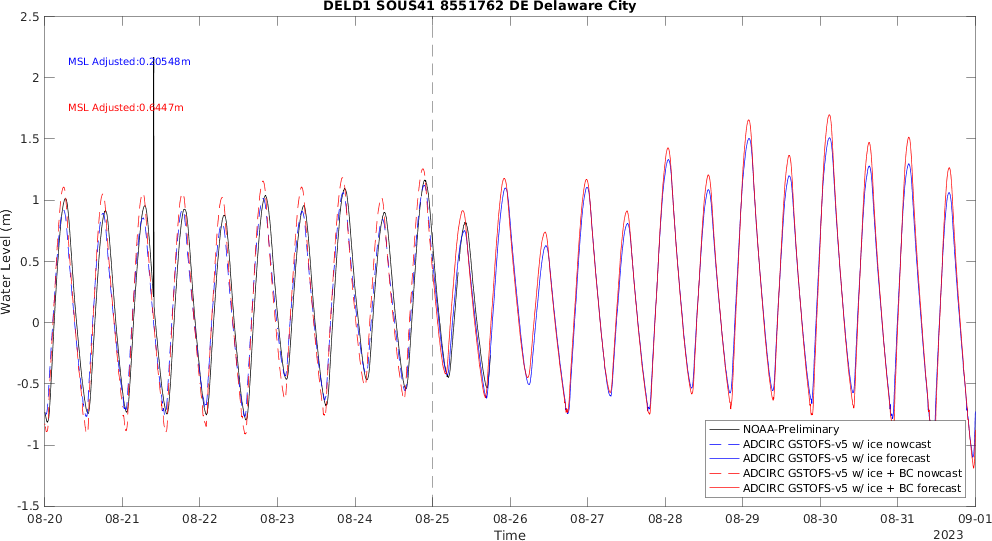 DELD1 SOUS41 8551762 DE Delaware City
2.5
2
1.5
1
0.5
0
-0.5
-1
-1.5
Water Level (m)
MSL Adjusted:0.20548m
MSL Adjusted:0.6447m
NOAA-Preliminary
ADCIRC GSTOFS-v5 w/ ice nowcast
ADCIRC GSTOFS-v5 w/ ice forecast
ADCIRC GSTOFS-v5 w/ ice + BC nowcast
ADCIRC GSTOFS-v5 w/ ice + BC forecast
08-20 08-21 08-22 08-23 08-24 08-25 08-26 08-27 08-28 08-29 08-30 08-31 09-01
Time
2023